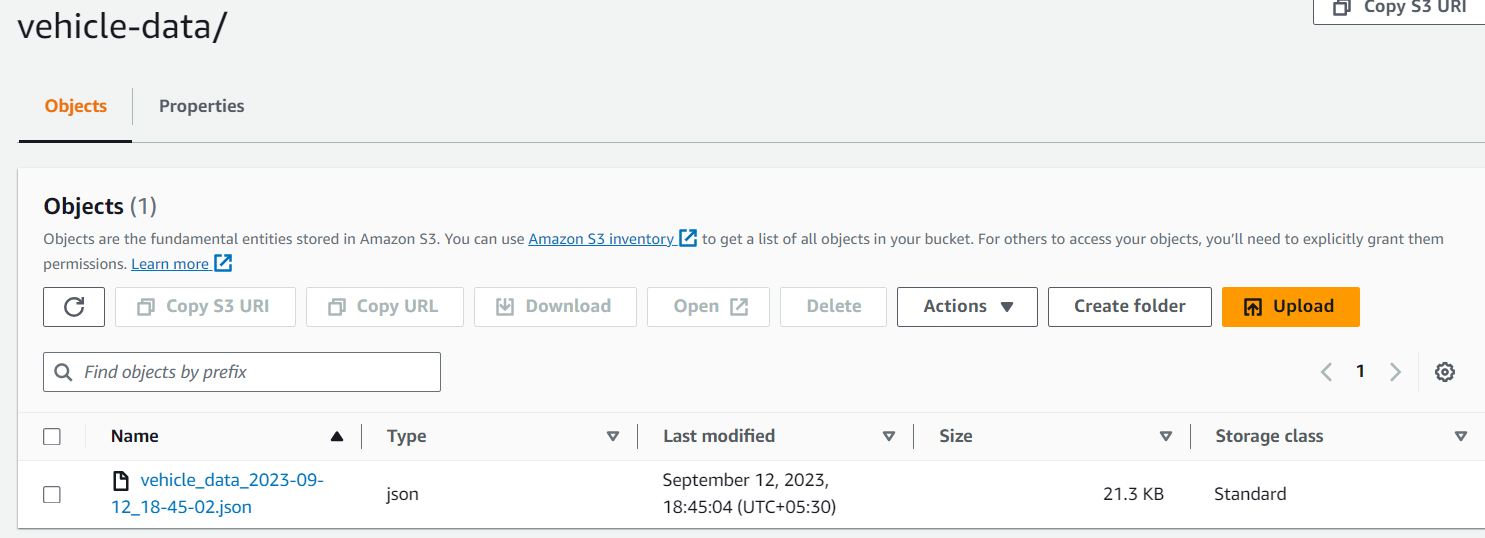 Copy S3 URI
vehicle-data/
Objects
Properties
Objects (1)
Objects are the fundamental entities stored in Amazon S3. You can use Amazon S3 inventory to get a list of all objects in your bucket. For others to access your objects, you'll need to explicitly grant them
permissions. Learn more
Copy S3 URI
Copy URL
Download
Open
Delete
Actions
Create folder
Upload
Find objects by prefix
1
Name
Type
Last modified
Size
Storage class
vehicle_data_2023-09-
12_18-45-02.json
json
September 12, 2023,
18:45:04 (UTC+05:30)
21.3 KB
Standard